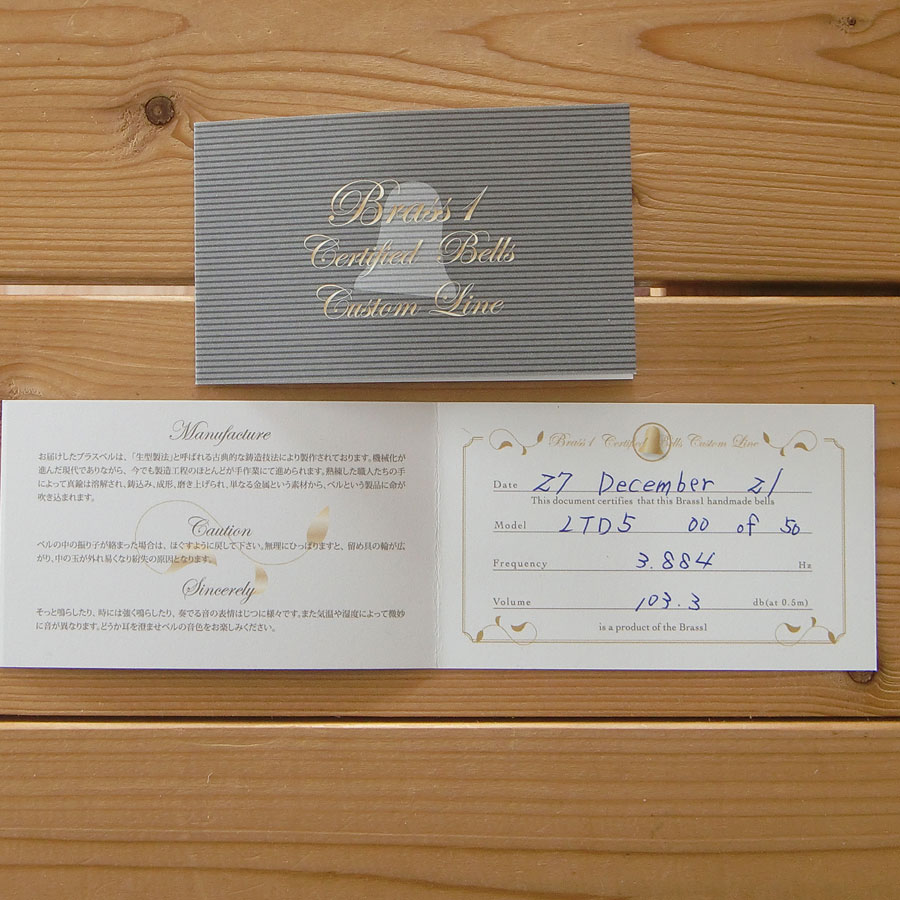 Brass 1
Certified Bells
Custom Line
Manufacture
お届けしたブラスベルは、「生型製法」と呼ばれる古典的な鋳造技法により製作されております。機械化が
進んだ現代でありながら、今でも製造工程のほとんどが手作業にて進められます。熟練した職人たちの手
によって真鍮は溶解され、鋳込み、成形、磨き上げられ、単なる金属という素材から、ベルという製品に命が
吹き込まれます。
Caution
ベルの中の振り子が絡まった場合は、ほぐすように戻して下さい。無理にひっぱりますと、留め具の輪が広
がり、中の玉が外れ易くなり紛失の原因となります。
Sincerely
そっと鳴らしたり、時には強く鳴らしたり、奏でる音の表情はじつに様々です。また気温や湿度によって微妙
に音が異なります。どうか耳を澄ませベルの音色をお楽しみください。
Brass 1 Certified Bells Custom Line
Date 27 December 21
This document certifies that this Brass1 handmade bells
Model LTD5 00 of 50
Frequency 3.884 Hz
Volume 103.3 db(at 0.5m)
is a product of the Brass1